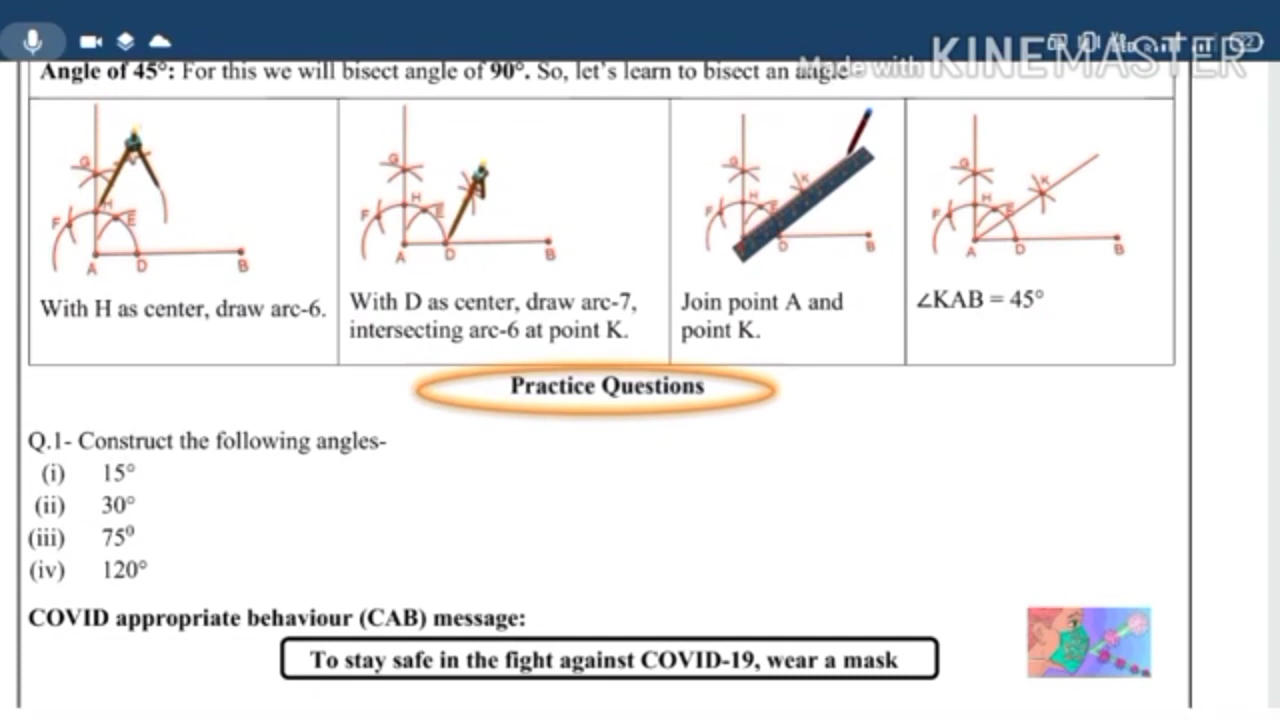 Made with KINEMASTER
Angle of 45°: For this we will bisect angle of 90°. So, let's learn to bisect an angle
G
H
F
E
A
D
B
With H as center, draw arc-6.
G
H
F
E
A
D
B
With D as center, draw arc-7,
intersecting arc-6 at point K.
G
K
H
F
E
D
B
Join point A and
point K.
G
K
H
F
E
A
D
B
∠KAB = 45°
Practice Questions
Q.1- Construct the following angles-
(i) 15°
(ii) 30°
(iii) 75⁰
(iv) 120°
COVID appropriate behaviour (CAB) message:
To stay safe in the fight against COVID-19, wear a mask